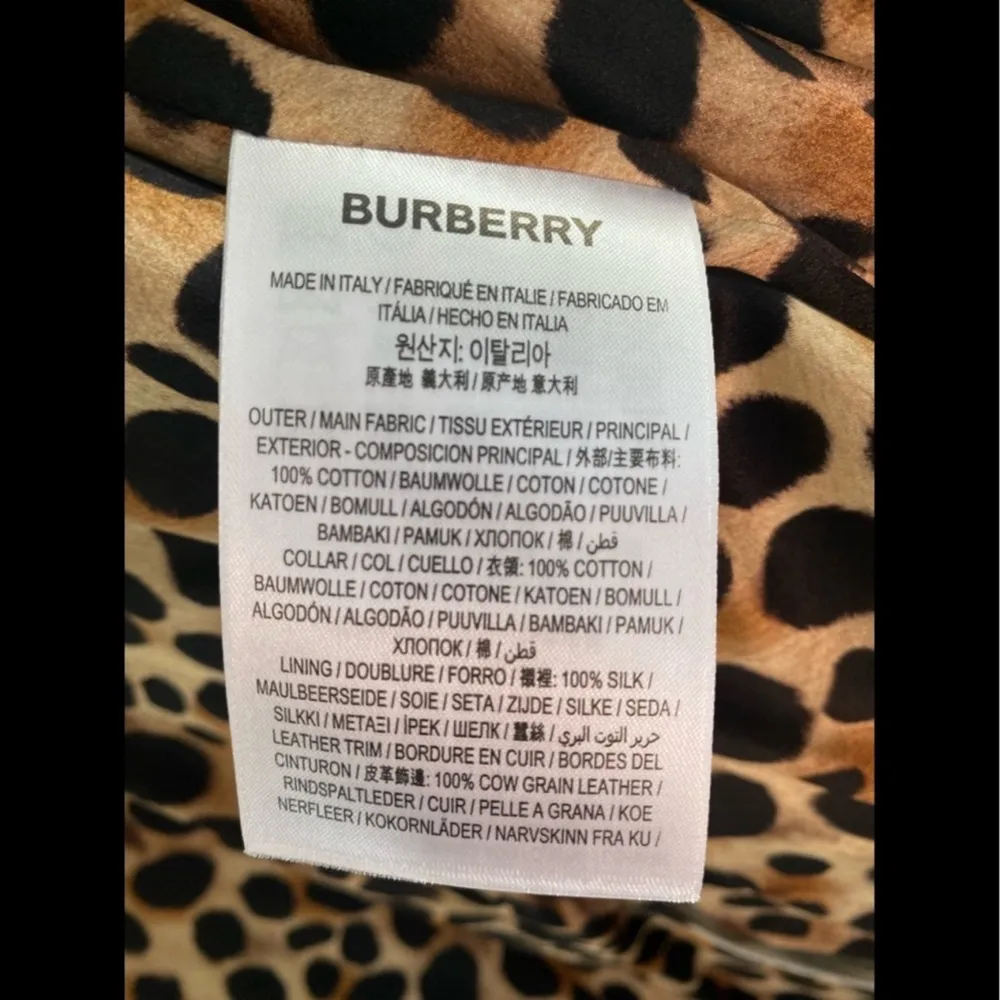 BURBERRY
MADE IN ITALY / FABRIQUÉ EN ITALIE / FABRICADO EM
ITÁLIA / HECHO EN ITALIA
원산지: 이탈리아
原產地 義大利 / 原产地 意大利
OUTER / MAIN FABRIC / TISSU EXTÉRIEUR / PRINCIPAL /
EXTERIOR - COMPOSICION PRINCIPAL / 外部/主要布料:
100% COTTON / BAUMWOLLE / COTON / COTONE /
KATOEN / BOMULL / ALGODÓN / ALGODÃO / PUUVILLA /
BAMBAKI / PAMUK / ХЛОПОК / 棉 / قطن
COLLAR / COL / CUELLO / 衣領: 100% COTTON /
BAUMWOLLE / COTON / COTONE / KATOEN / BOMULL /
ALGODÓN / ALGODÃO / PUUVILLA / BAMBAKI / PAMUK /
ХЛОПОК / 棉 / قطن
LINING / DOUBLURE / FORRO / 襯裡: 100% SILK /
MAULBEERSEIDE / SOIE / SETA / ZIJDE / SILKE / SEDA /
SILKKI / ΜΕΤΑΞΙ / İPEK / ШЕЛК / 蠶絲 / حرير التوت البري
LEATHER TRIM / BORDURE EN CUIR / BORDES DEL
CINTURON / 皮革飾邊: 100% COW GRAIN LEATHER /
RINDSPALTLEDER / CUIR / PELLE A GRANA / KOE
NERFLEER / KOKORNLÄDER / NARVSKINN FRA KU /